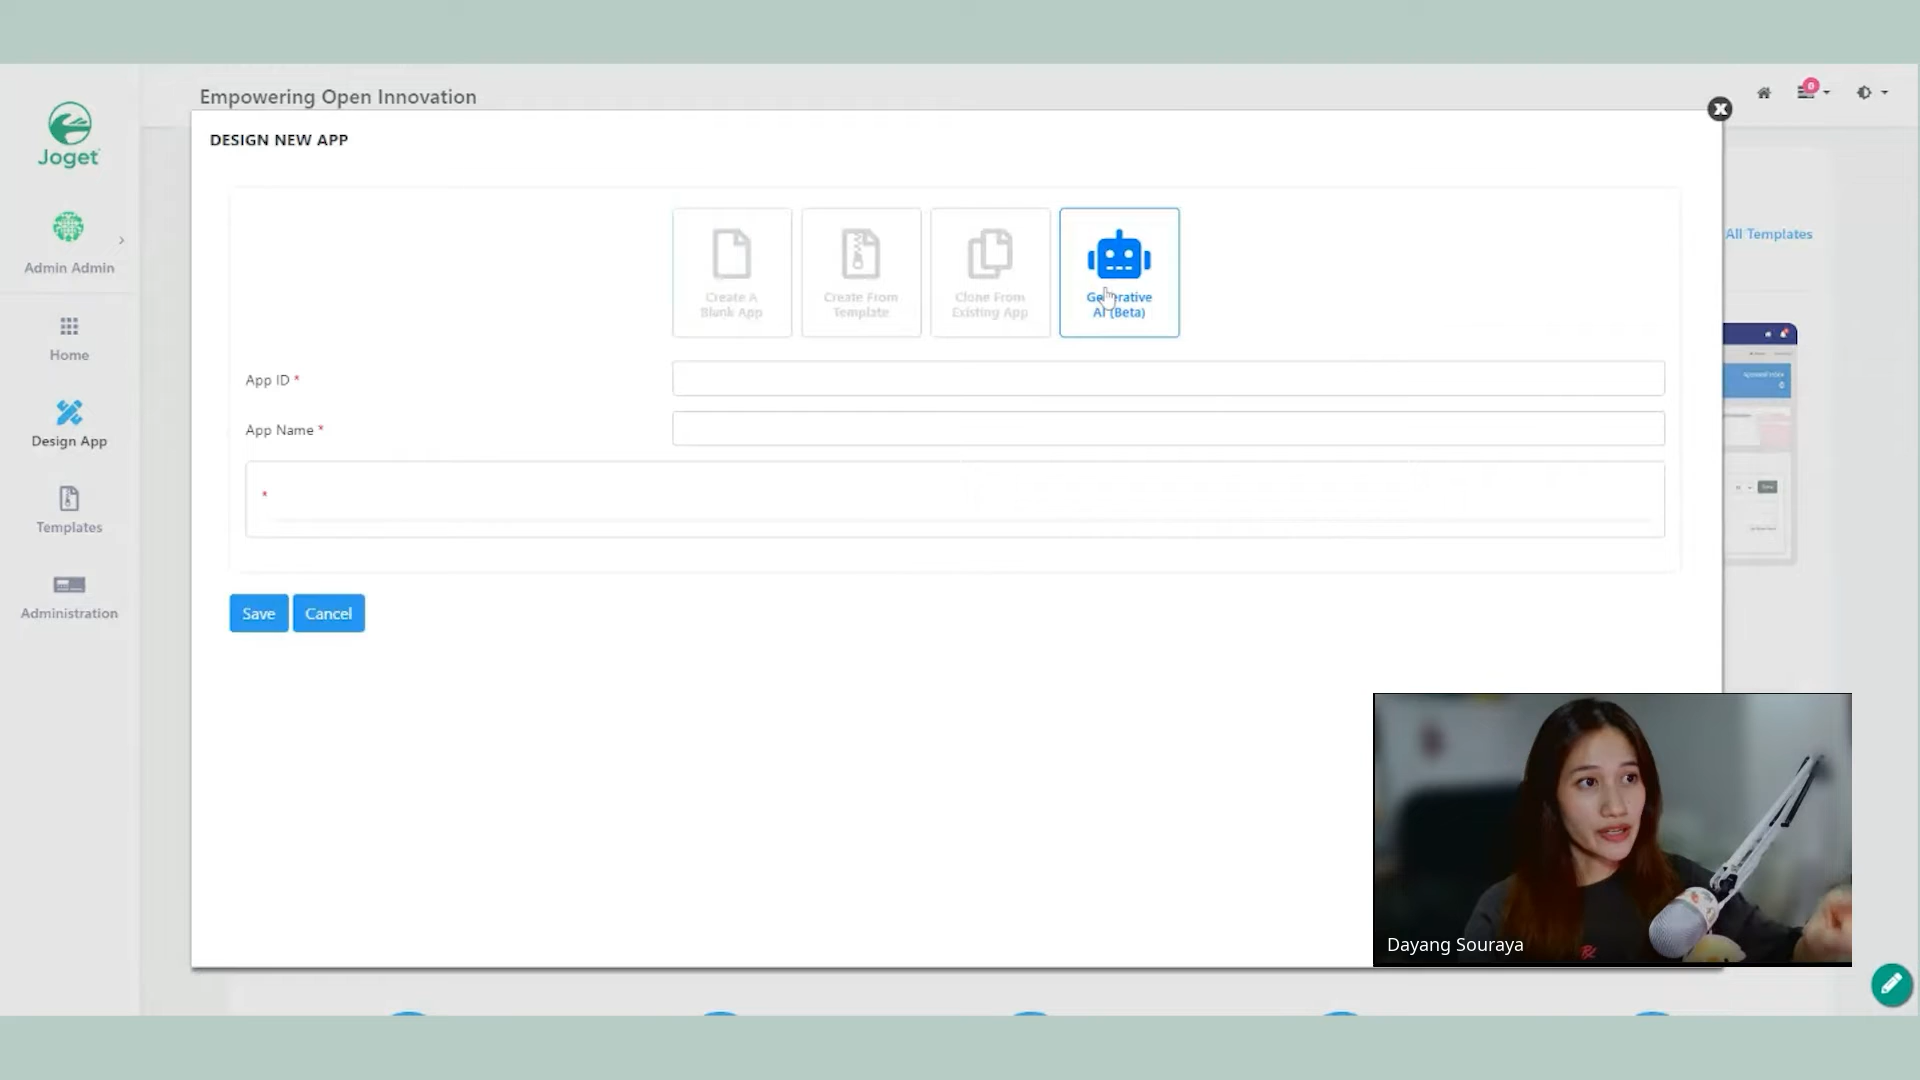 Empowering Open Innovation
0
Joget
DESIGN NEW APP
All Templates
Create A
Blank App
Create From
Template
Clone From
Existing App
Generative
AI (Beta)
Admin Admin
Home
App ID *
Design App
App Name *
*
Templates
Administration
Save
Cancel
Dayang Souraya